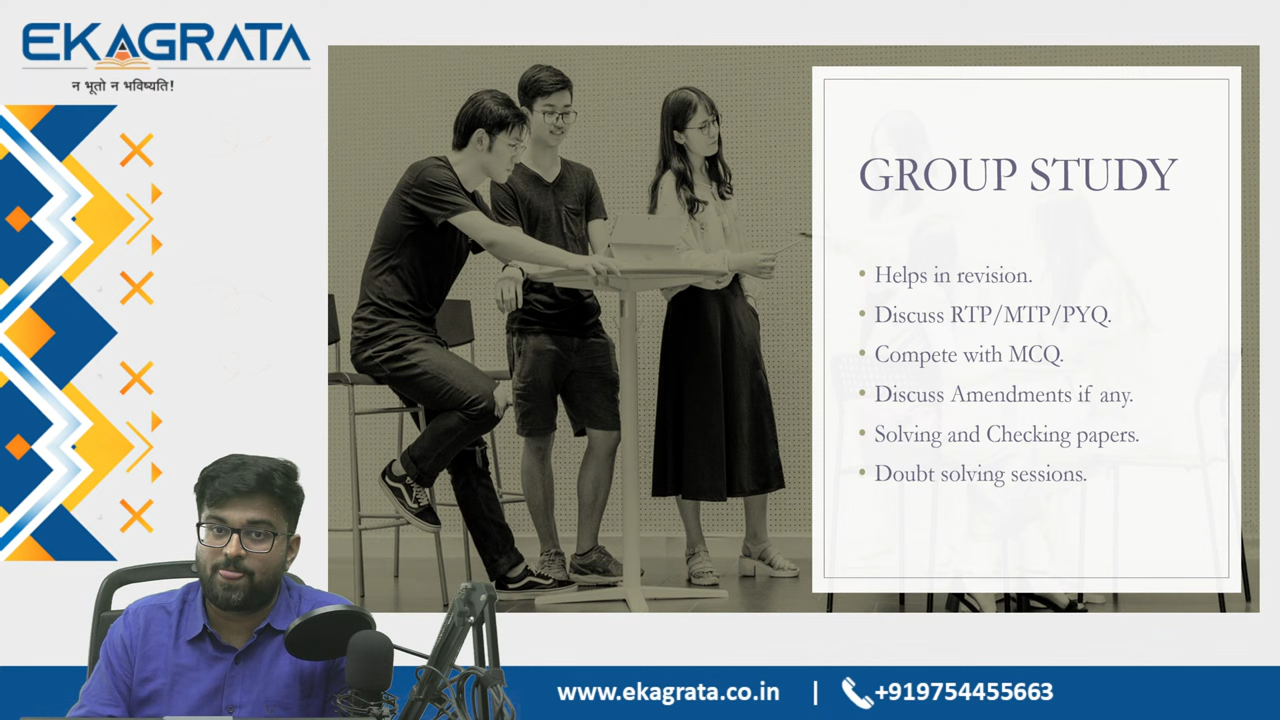 EKAGRATA
न भूतो न भविष्यति!
GROUP STUDY
• Helps in revision.
• Discuss RTP/MTP/PYQ.
• Compete with MCQ.
• Discuss Amendments if any.
• Solving and Checking papers.
• Doubt solving sessions.
www.ekagrata.co.in | +919754455663